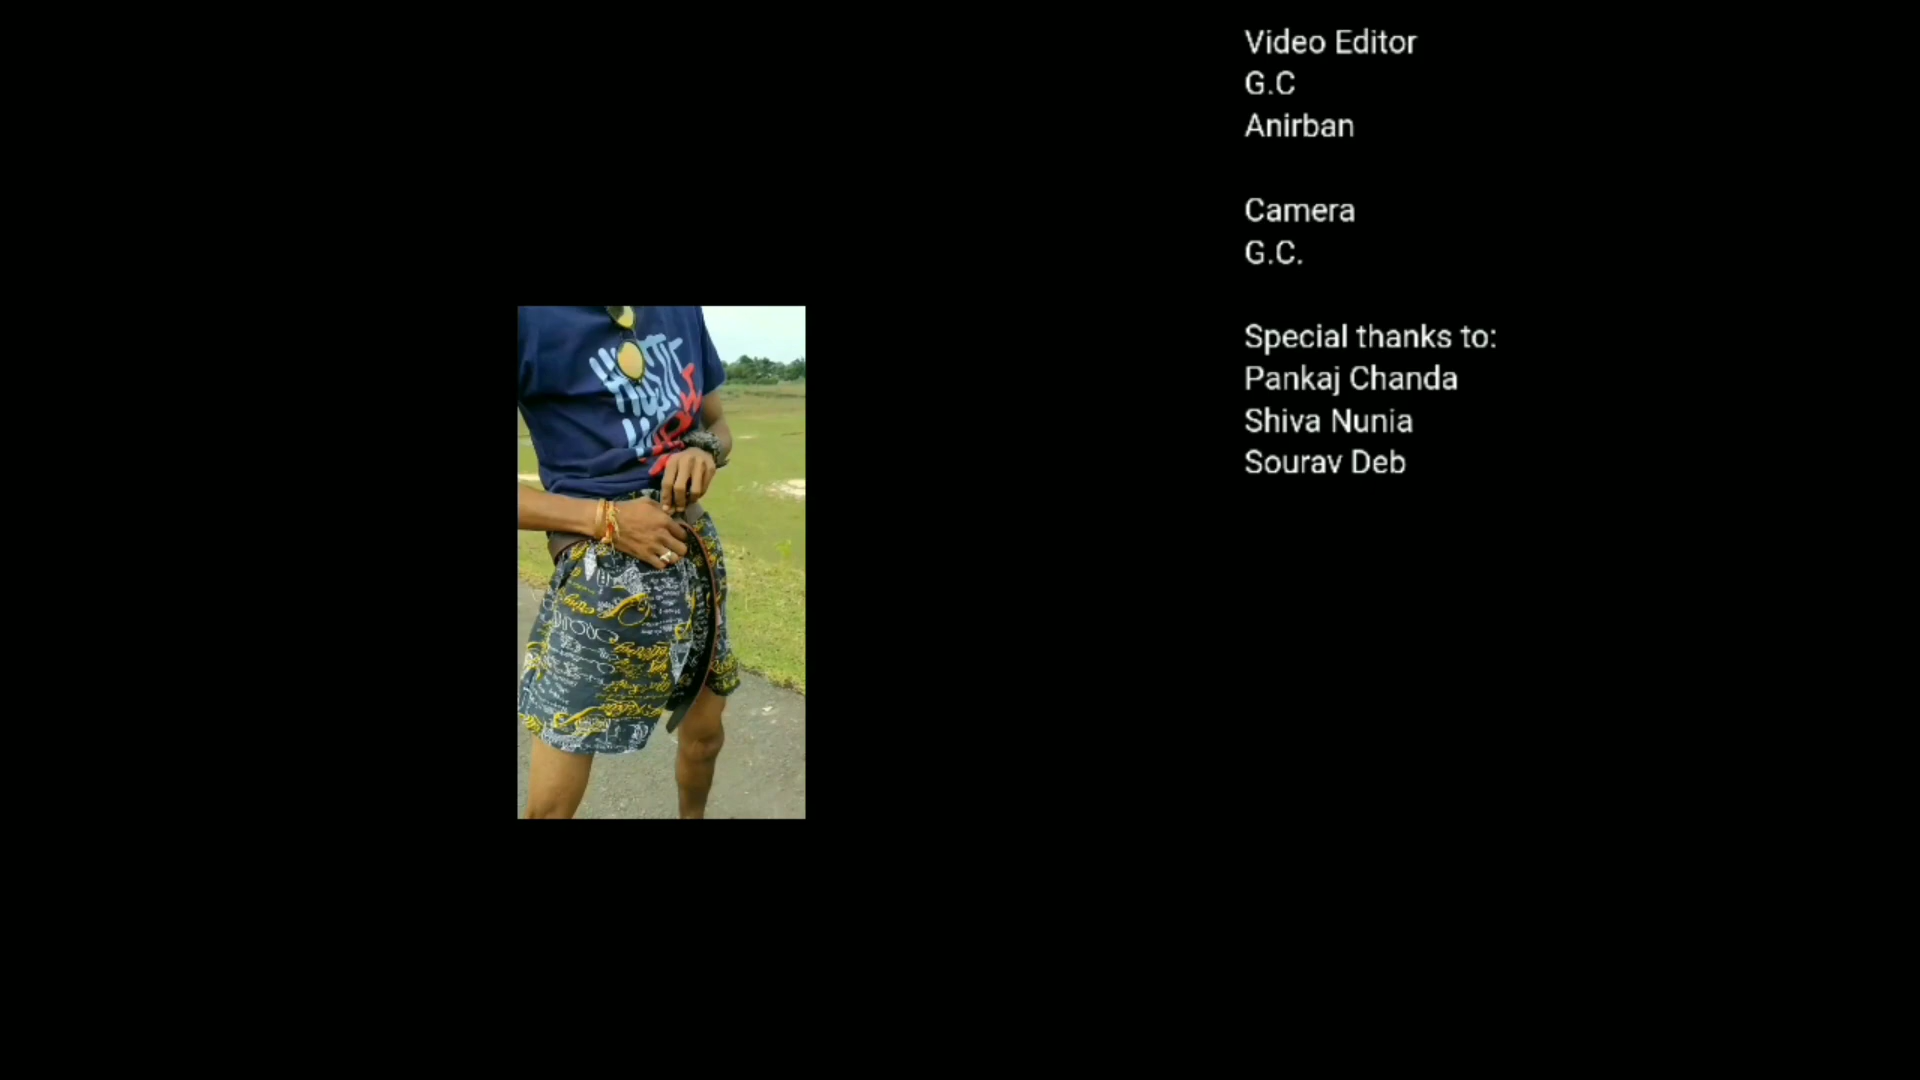 Video Editor
G.C
Anirban
Camera
G.C.
Special thanks to:
Pankaj Chanda
Shiva Nunia
Sourav Deb